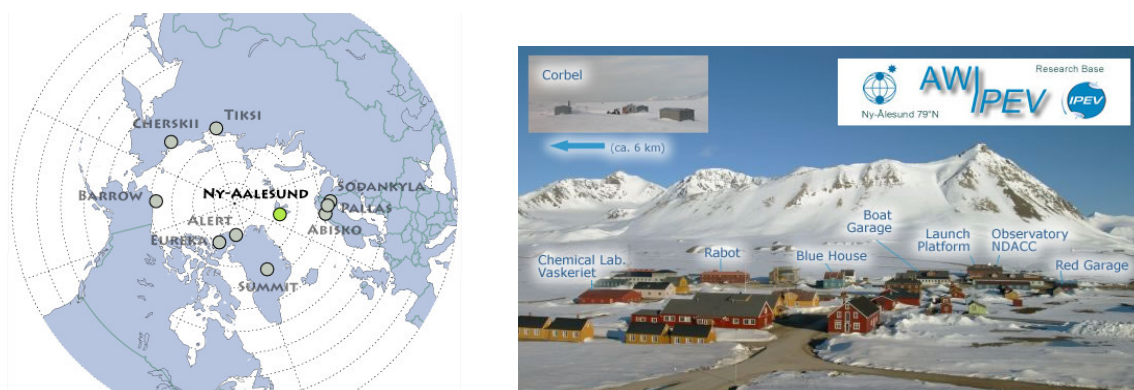 TIKSI
CHERSKII
BARROW
NY-AALESUND
SODANKYLA
PALLAS
ABISKO
ALERT
EUREKA
SUMMIT
Corbel
(ca. 6 km)
Research Base
AWI
IPEV
IPEV
Ny-Ålesund 79°N
Boat
Garage
Launch
Platform
Observatory
NDACC
Chemical Lab.
Vaskeriet
Rabot
Blue House
Red Garage